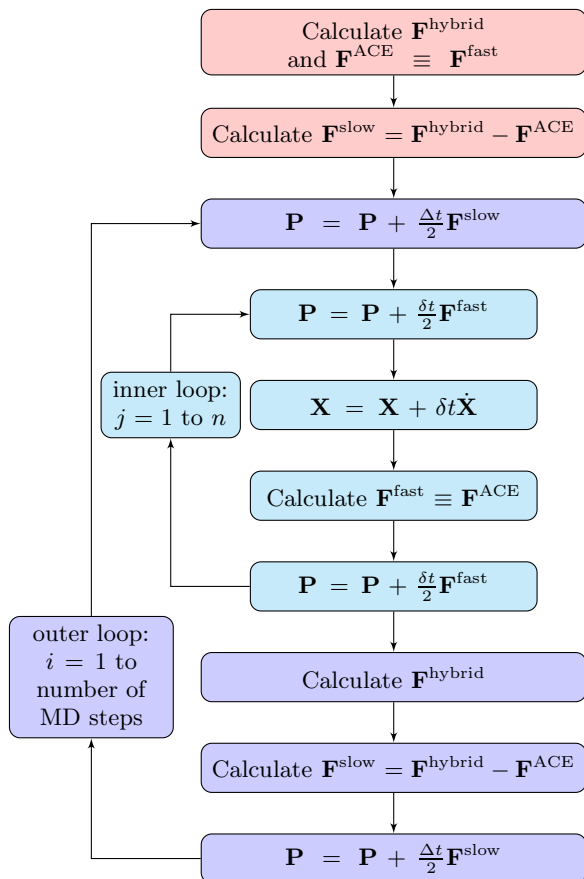 Calculate F^hybrid
and F^ACE ≡ F^fast
Calculate F^slow = F^hybrid − F^ACE
P = P + Δt/2 F^slow
P = P + δt/2 F^fast
inner loop:
j = 1 to n
X = X + δtẊ
Calculate F^fast ≡ F^ACE
P = P + δt/2 F^fast
outer loop:
i = 1 to
number of
MD steps
Calculate F^hybrid
Calculate F^slow = F^hybrid − F^ACE
P = P + Δt/2 F^slow